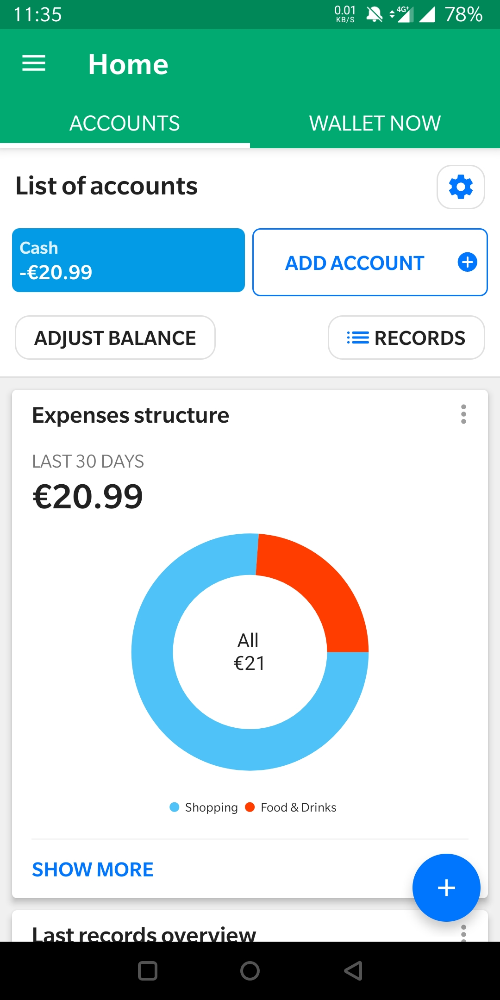 11:35
0.01
KB/S
4G+
78%
Home
ACCOUNTS
WALLET NOW
List of accounts
Cash
-€20.99
ADD ACCOUNT
ADJUST BALANCE
RECORDS
Expenses structure
LAST 30 DAYS
€20.99
All
€21
Shopping
Food & Drinks
SHOW MORE
Last records overview